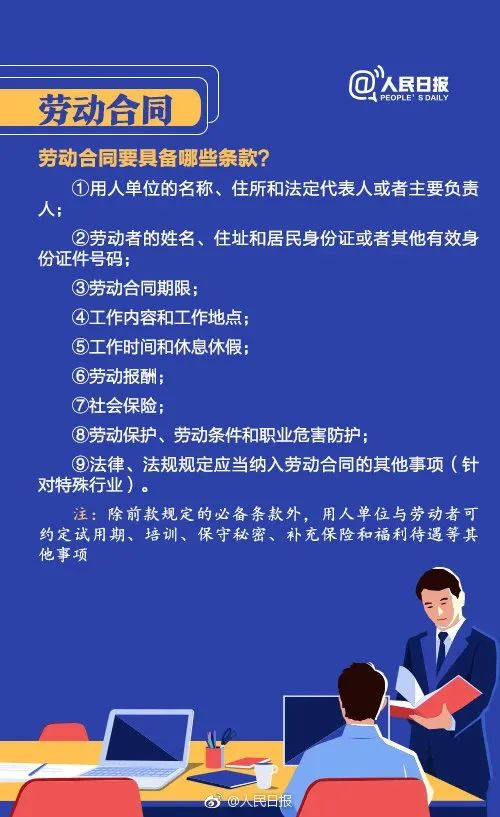 @人民日报
PEOPLE'S DAILY
劳动合同
劳动合同要具备哪些条款？
①用人单位的名称、住所和法定代表人或者主要负责
人；
②劳动者的姓名、住址和居民身份证或者其他有效身
份证件号码；
③劳动合同期限；
④工作内容和工作地点；
⑤工作时间和休息休假；
⑥劳动报酬；
⑦社会保险；
⑧劳动保护、劳动条件和职业危害防护；
⑨法律、法规规定应当纳入劳动合同的其他事项（针
对特殊行业）。
注：除前款规定的必备条款外，用人单位与劳动者可
约定试用期、培训、保守秘密、补充保险和福利待遇等其
他事项
@人民日报